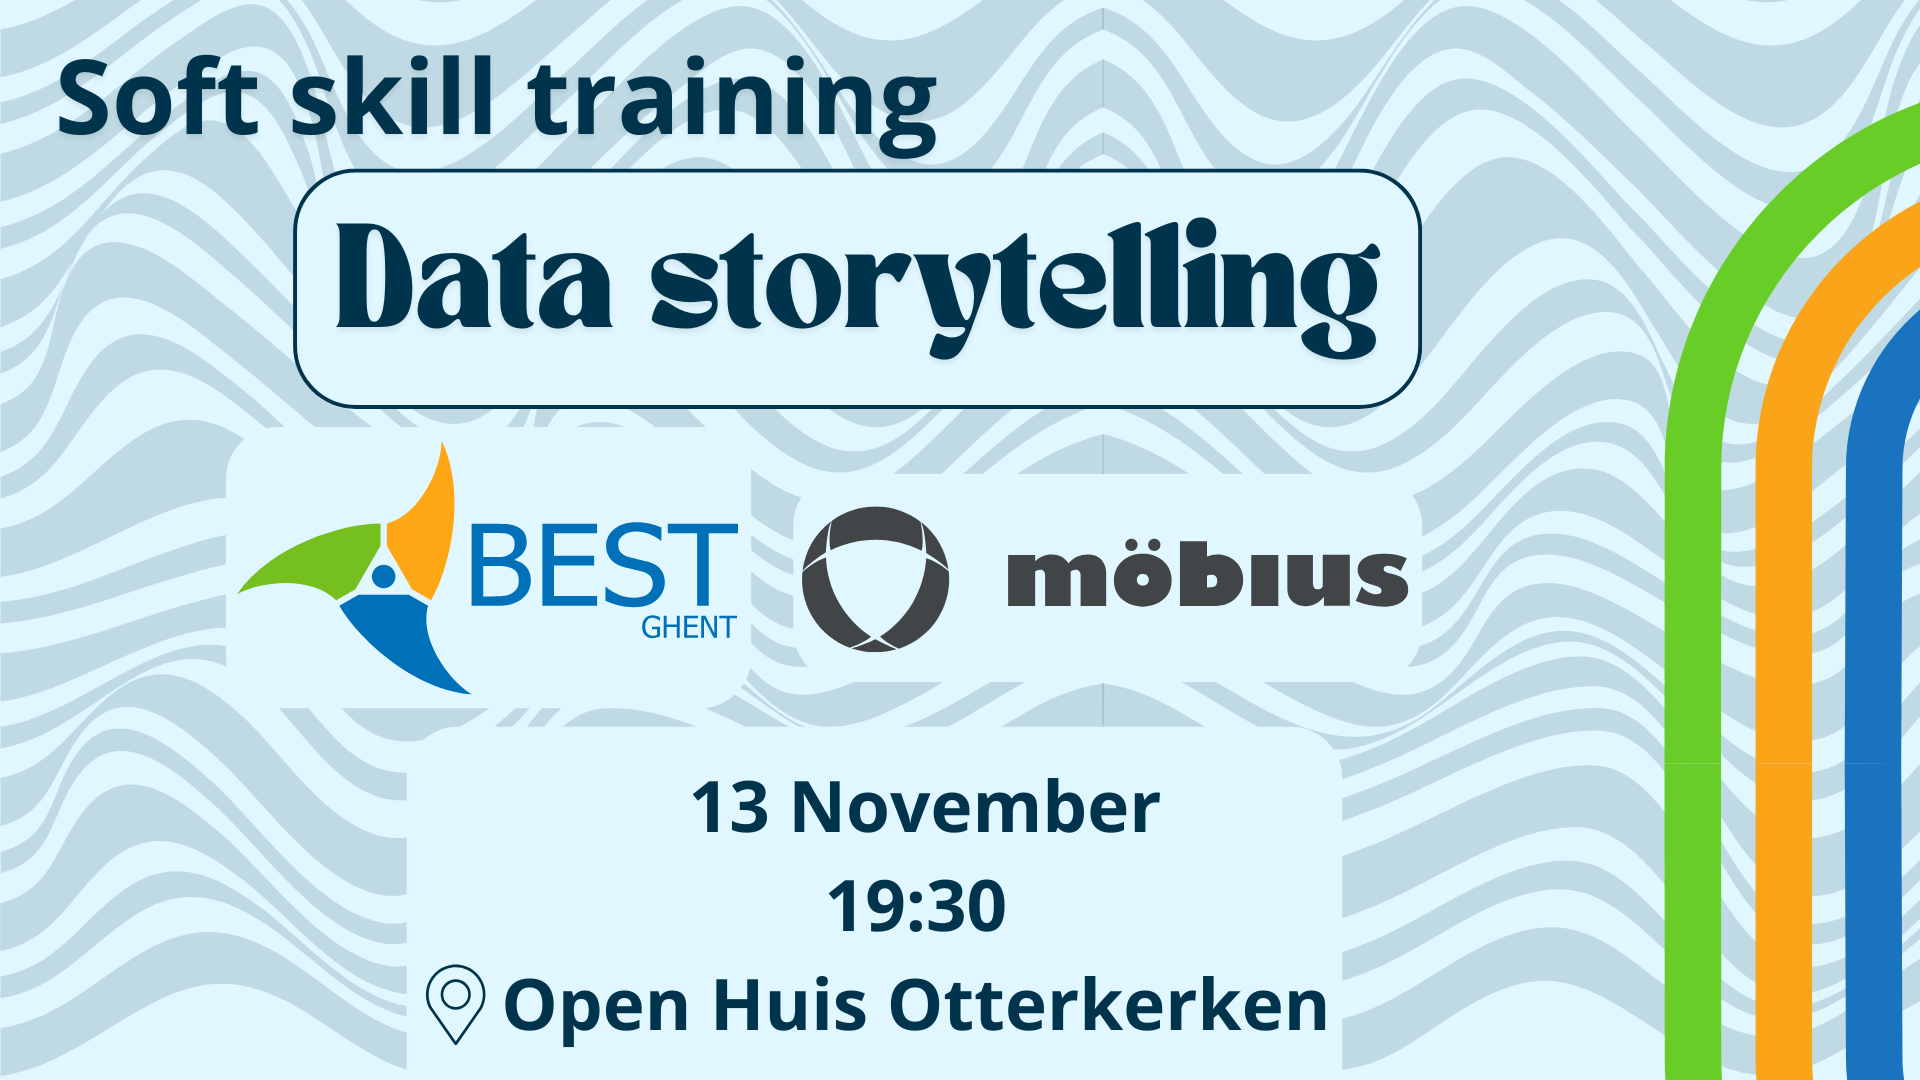 Soft skill training
Data storytelling
BEST
GHENT
möbius
13 November
19:30
Open Huis Otterkerken